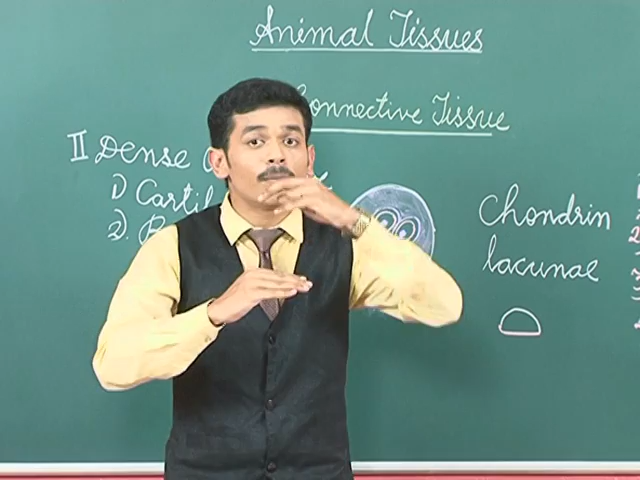 Animal Tissues
Connective Tissue
II Dense
1) Cartil
2).
Chondrin
lacunae